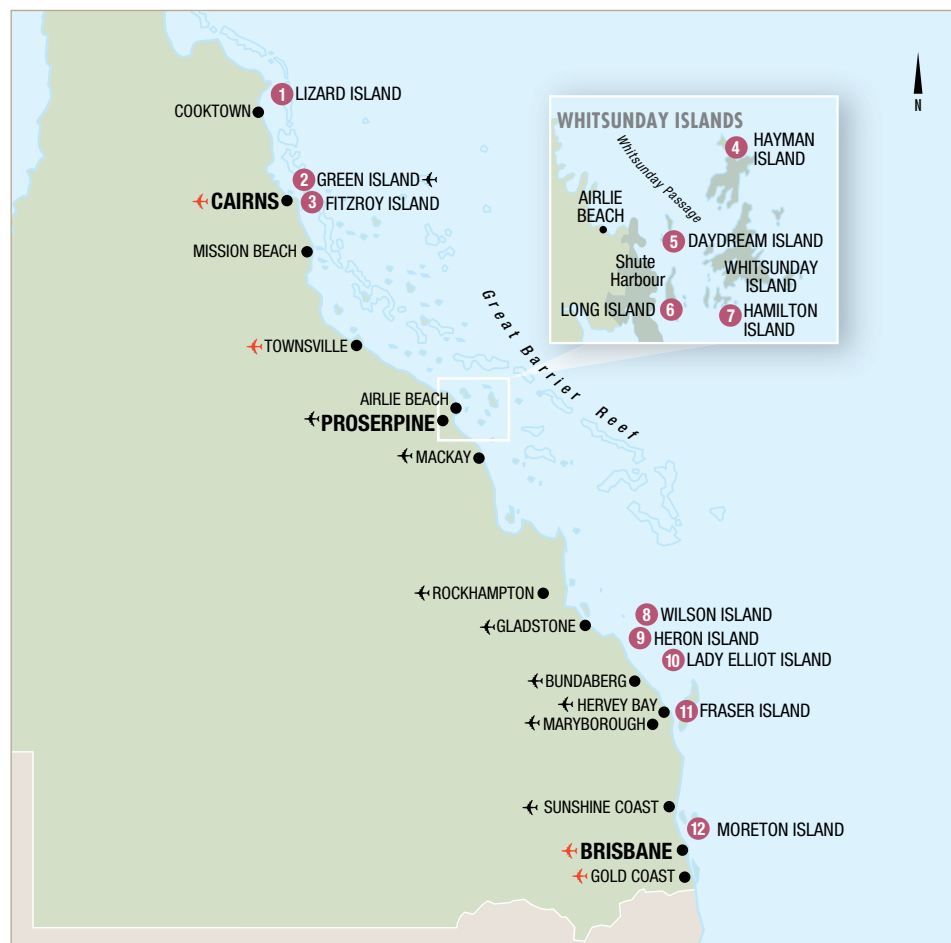 N
1 LIZARD ISLAND
COOKTOWN
WHITSUNDAY ISLANDS
Whitsunday Passage
4 HAYMAN
ISLAND
AIRLIE
BEACH
5 DAYDREAM ISLAND
Shute
Harbour
WHITSUNDAY
ISLAND
LONG ISLAND 6
7 HAMILTON
ISLAND
2 GREEN ISLAND
CAIRNS
3 FITZROY ISLAND
MISSION BEACH
Great Barrier Reef
TOWNSVILLE
AIRLIE BEACH
PROSERPINE
MACKAY
ROCKHAMPTON
8 WILSON ISLAND
GLADSTONE
9 HERON ISLAND
10 LADY ELLIOT ISLAND
BUNDABERG
HERVEY BAY
11 FRASER ISLAND
MARYBOROUGH
SUNSHINE COAST
12 MORETON ISLAND
BRISBANE
GOLD COAST